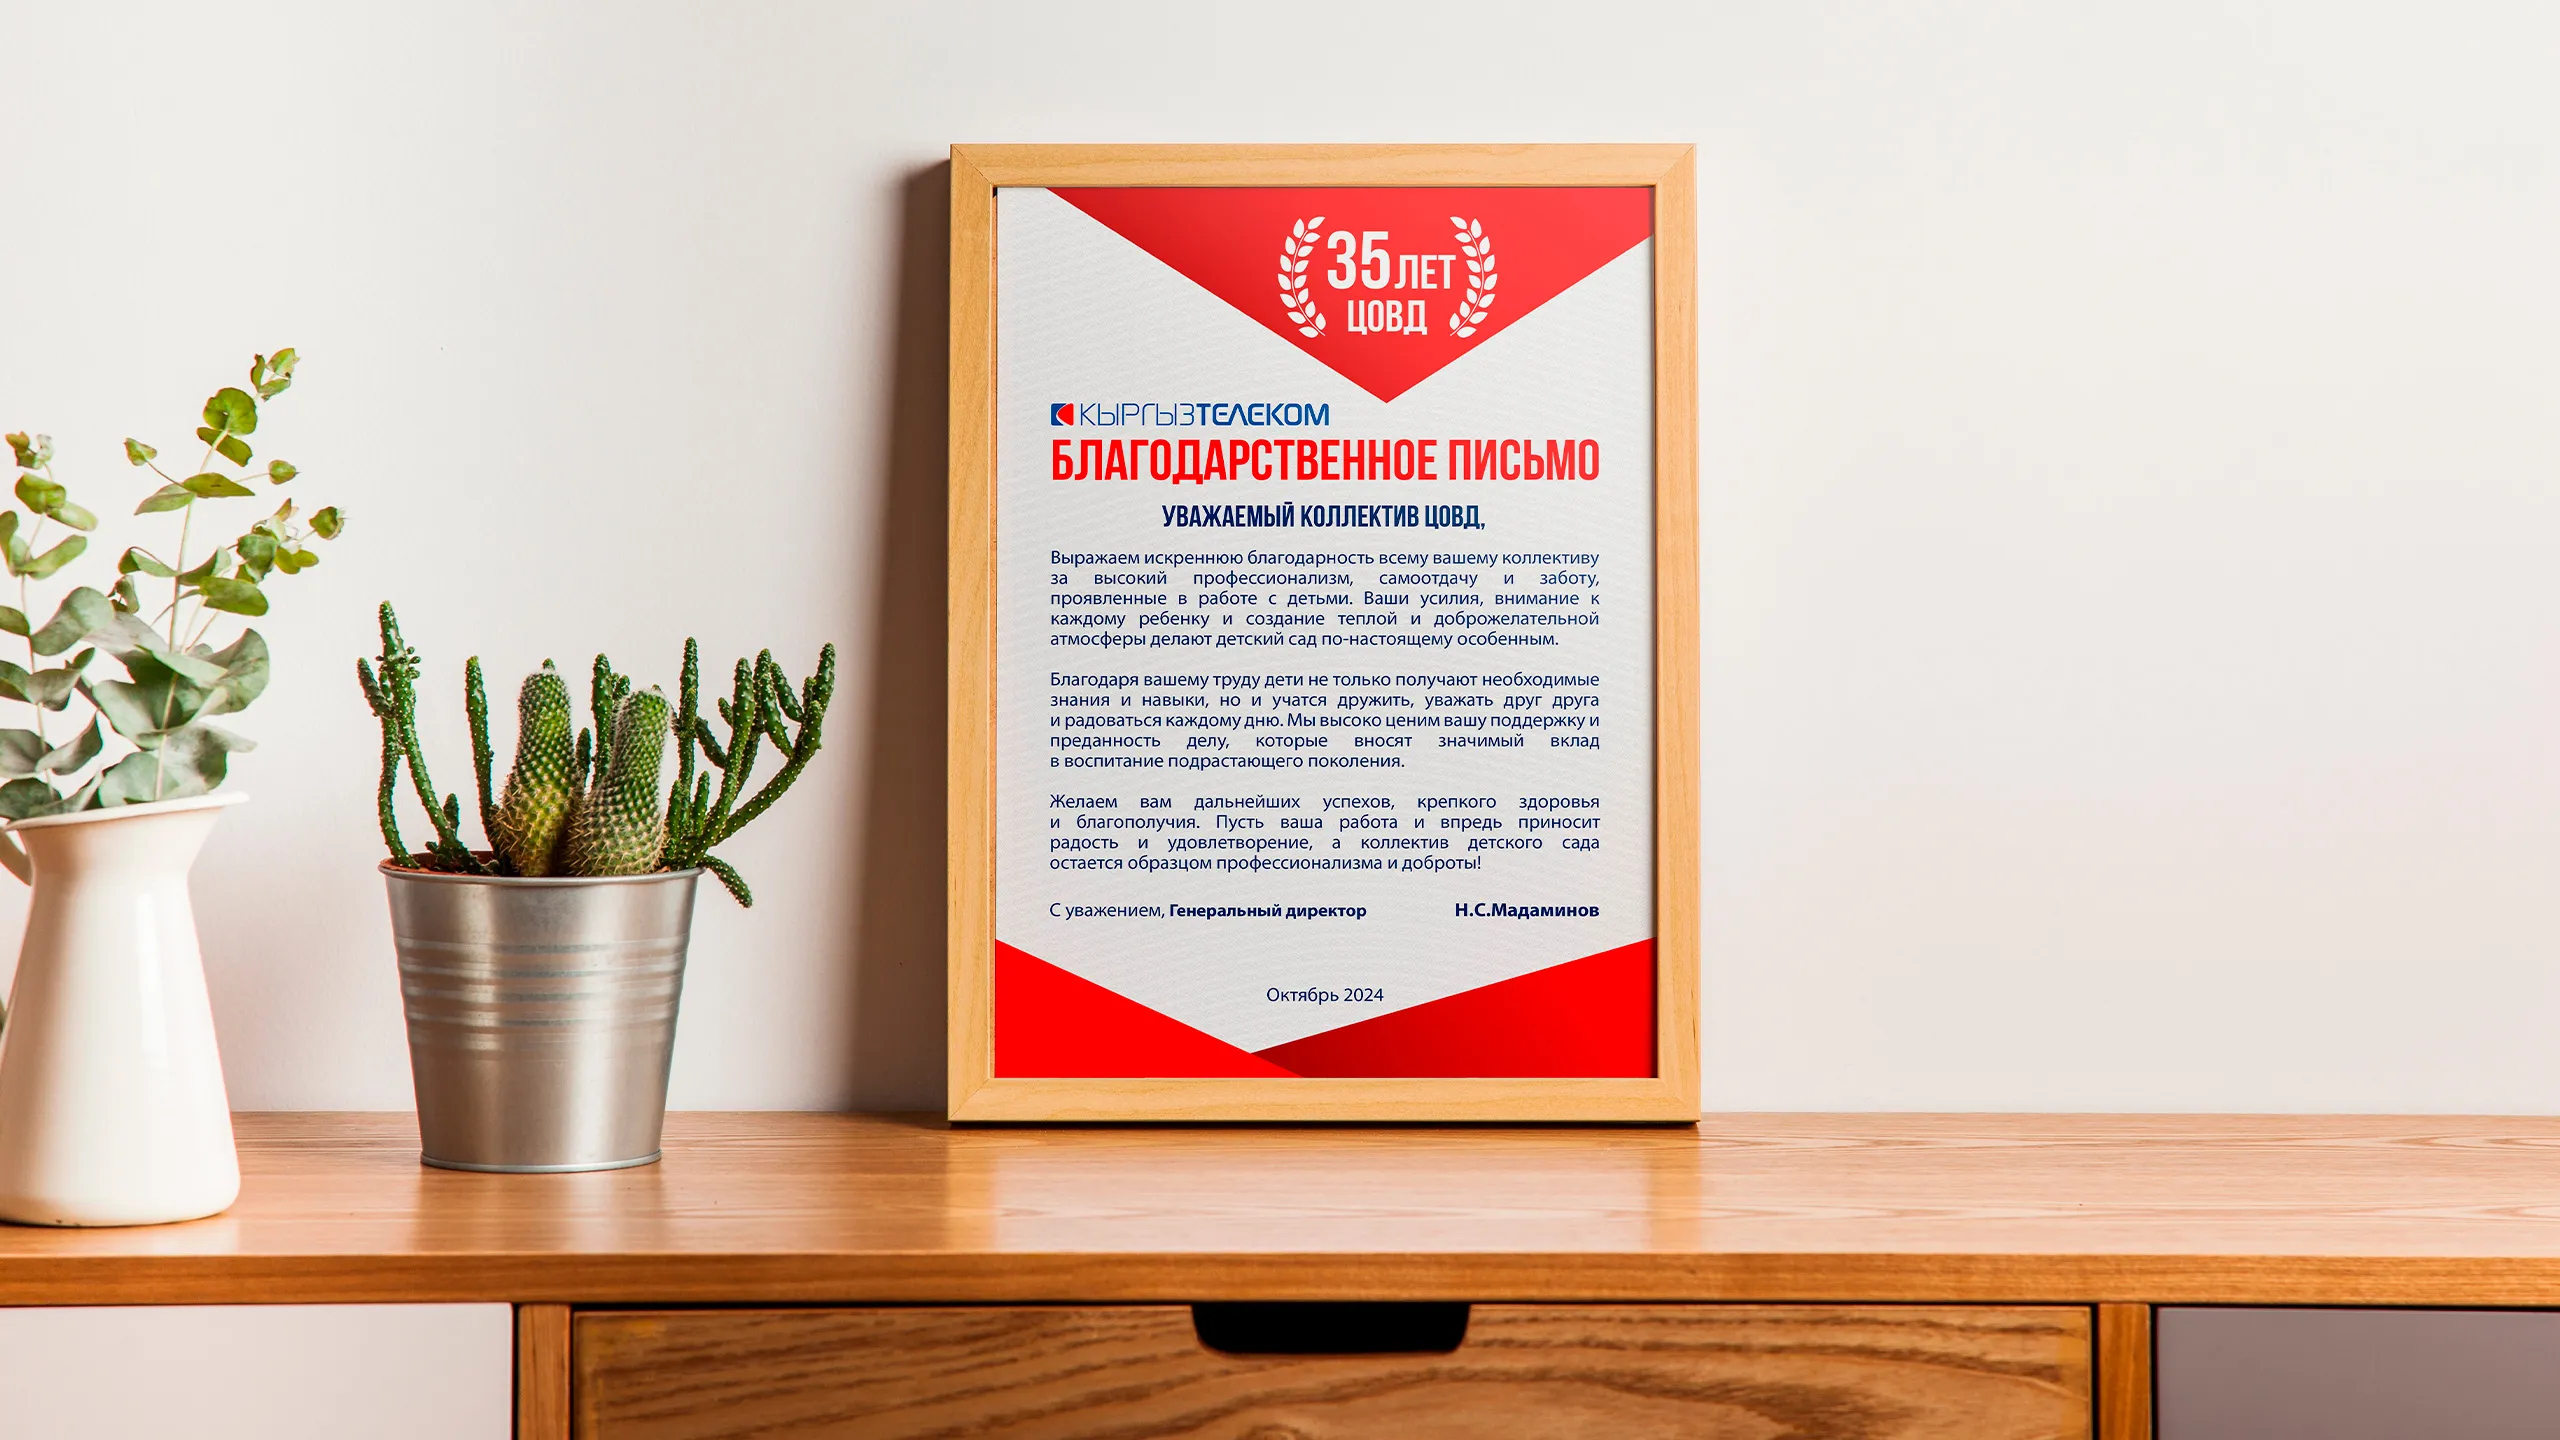 35 ЛЕТ
ЦОВД
КЫРГЫЗТЕЛЕКОМ
БЛАГОДАРСТВЕННОЕ ПИСЬМО
УВАЖАЕМЫЙ КОЛЛЕКТИВ ЦОВД,
Выражаем искреннюю благодарность всему вашему коллективу
за высокий профессионализм, самоотдачу и заботу,
проявленные в работе с детьми. Ваши усилия, внимание к
каждому ребенку и создание теплой и доброжелательной
атмосферы делают детский сад по-настоящему особенным.
Благодаря вашему труду дети не только получают необходимые
знания и навыки, но и учатся дружить, уважать друг друга
и радоваться каждому дню. Мы высоко ценим вашу поддержку и
преданность делу, которые вносят значимый вклад
в воспитание подрастающего поколения.
Желаем вам дальнейших успехов, крепкого здоровья
и благополучия. Пусть ваша работа и впредь приносит
радость и удовлетворение, а коллектив детского сада
остается образцом профессионализма и доброты!
С уважением, Генеральный директор Н.С.Мадаминов
Октябрь 2024